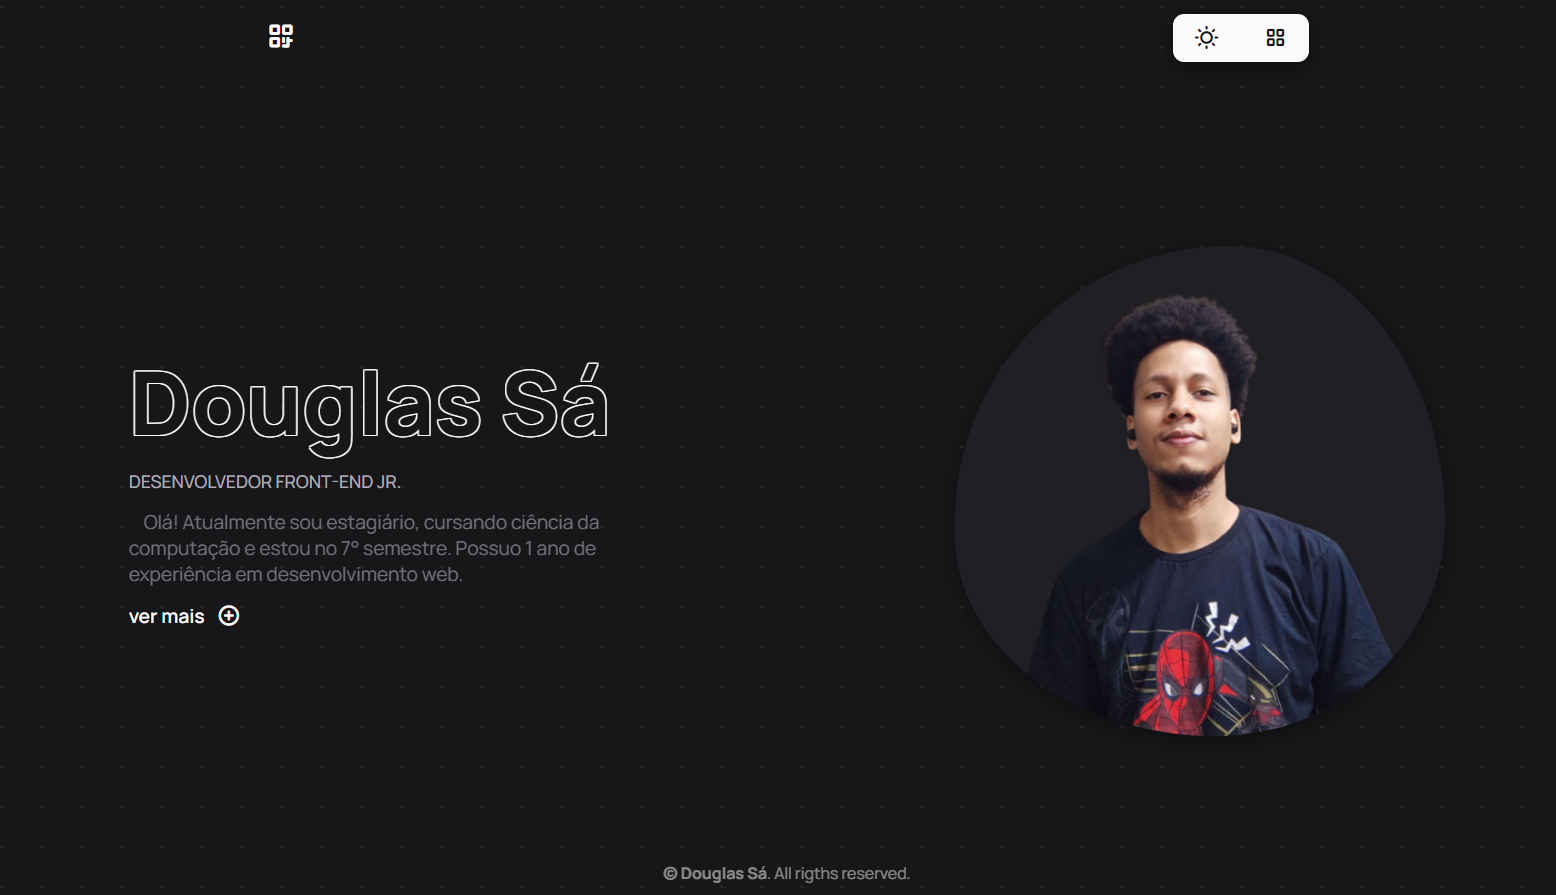 Douglas Sá
DESENVOLVEDOR FRONT-END JR.
Olá! Atualmente sou estagiário, cursando ciência da
computação e estou no 7° semestre. Possuo 1 ano de
experiência em desenvolvimento web.
ver mais
© Douglas Sá. All rigths reserved.